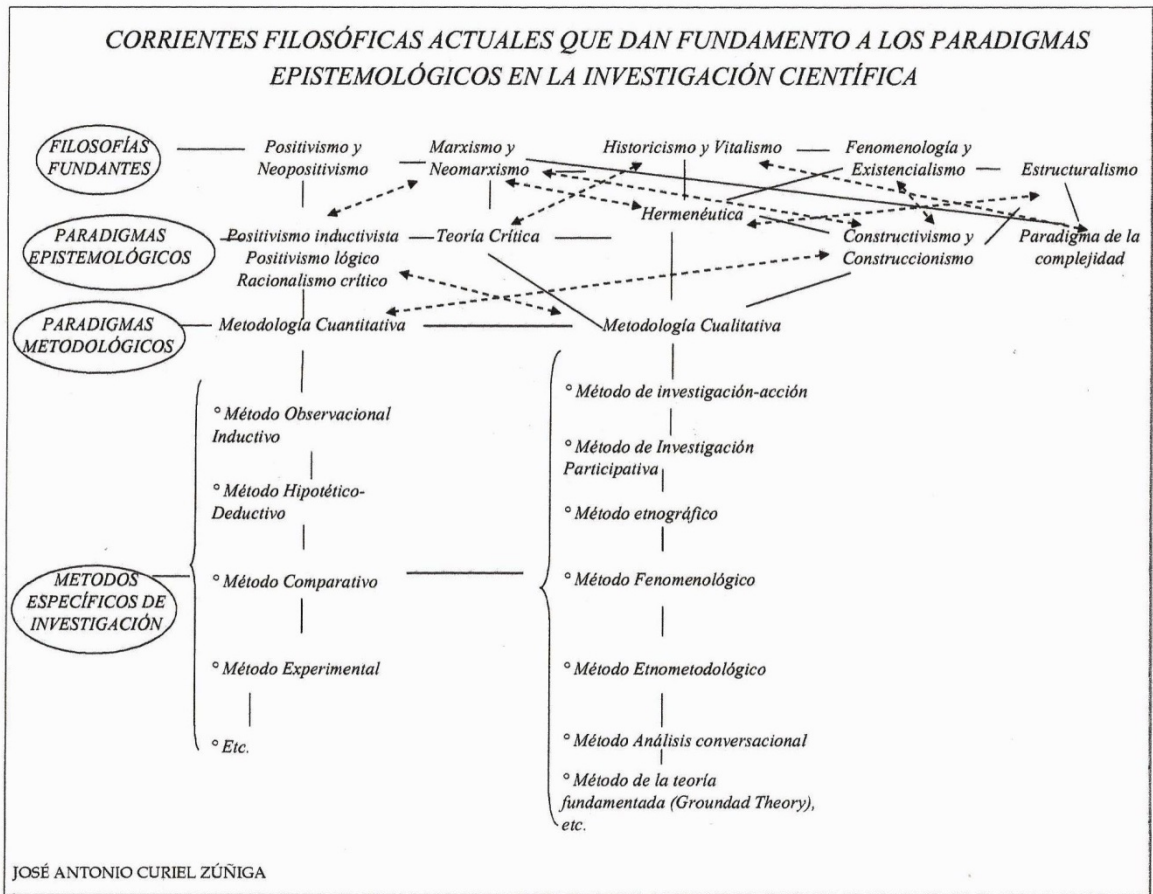 CORRIENTES FILOSÓFICAS ACTUALES QUE DAN FUNDAMENTO A LOS PARADIGMAS
EPISTEMOLÓGICOS EN LA INVESTIGACIÓN CIENTÍFICA
FILOSOFÍAS
FUNDANTES
Positivismo y
Neopositivismo
Marxismo y
Neomarxismo
Historicismo y Vitalismo
Fenomenología y
Existencialismo
Estructuralismo
Hermenéutica
PARADIGMAS
EPISTEMOLÓGICOS
Positivismo inductivista
Positivismo lógico
Racionalismo crítico
Teoría Crítica
Constructivismo y
Construccionismo
Paradigma de la
complejidad
PARADIGMAS
METODOLÓGICOS
Metodología Cuantitativa
Metodología Cualitativa
METODOS
ESPECÍFICOS DE
INVESTIGACIÓN
° Método Observacional
Inductivo
° Método Hipotético-
Deductivo
° Método Comparativo
° Método Experimental
° Etc.
° Método de investigación-acción
° Método de Investigación
Participativa
° Método etnográfico
° Método Fenomenológico
° Método Etnometodológico
° Método Análisis conversacional
° Método de la teoría
fundamentada (Groundad Theory),
etc.
JOSÉ ANTONIO CURIEL ZÚÑIGA